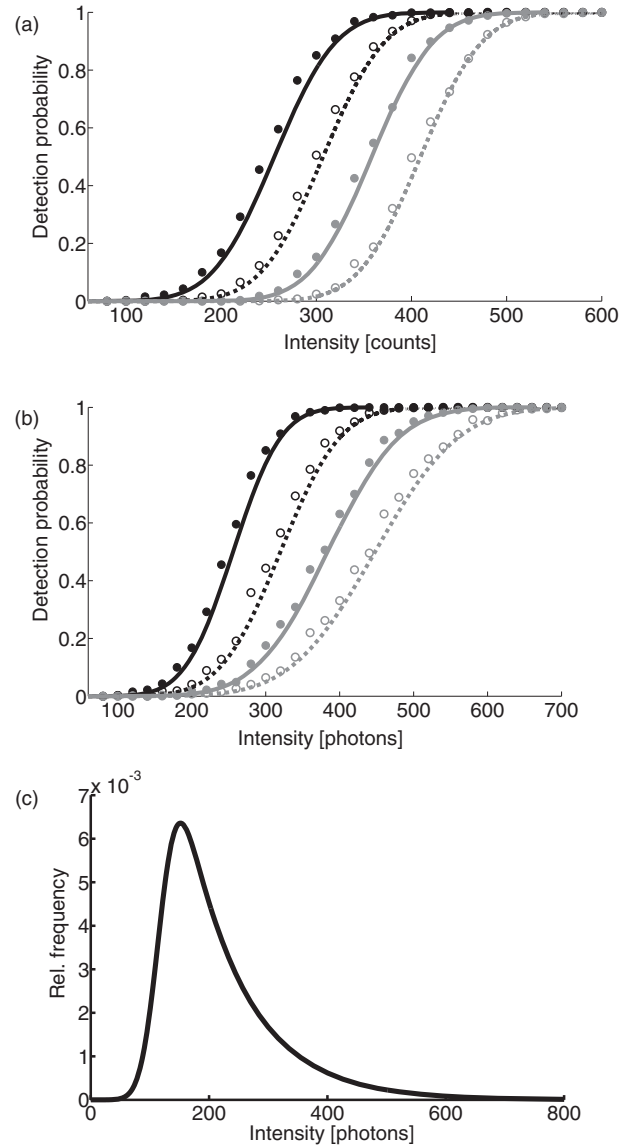 (a)
Detection probability
1
0.8
0.6
0.4
0.2
0
100 200 300 400 500 600
Intensity [counts]
(b)
Detection probability
1
0.8
0.6
0.4
0.2
0
100 200 300 400 500 600 700
Intensity [photons]
(c)
x 10^-3
Rel. frequency
7
6
5
4
3
2
1
0
0 200 400 600 800
Intensity [photons]